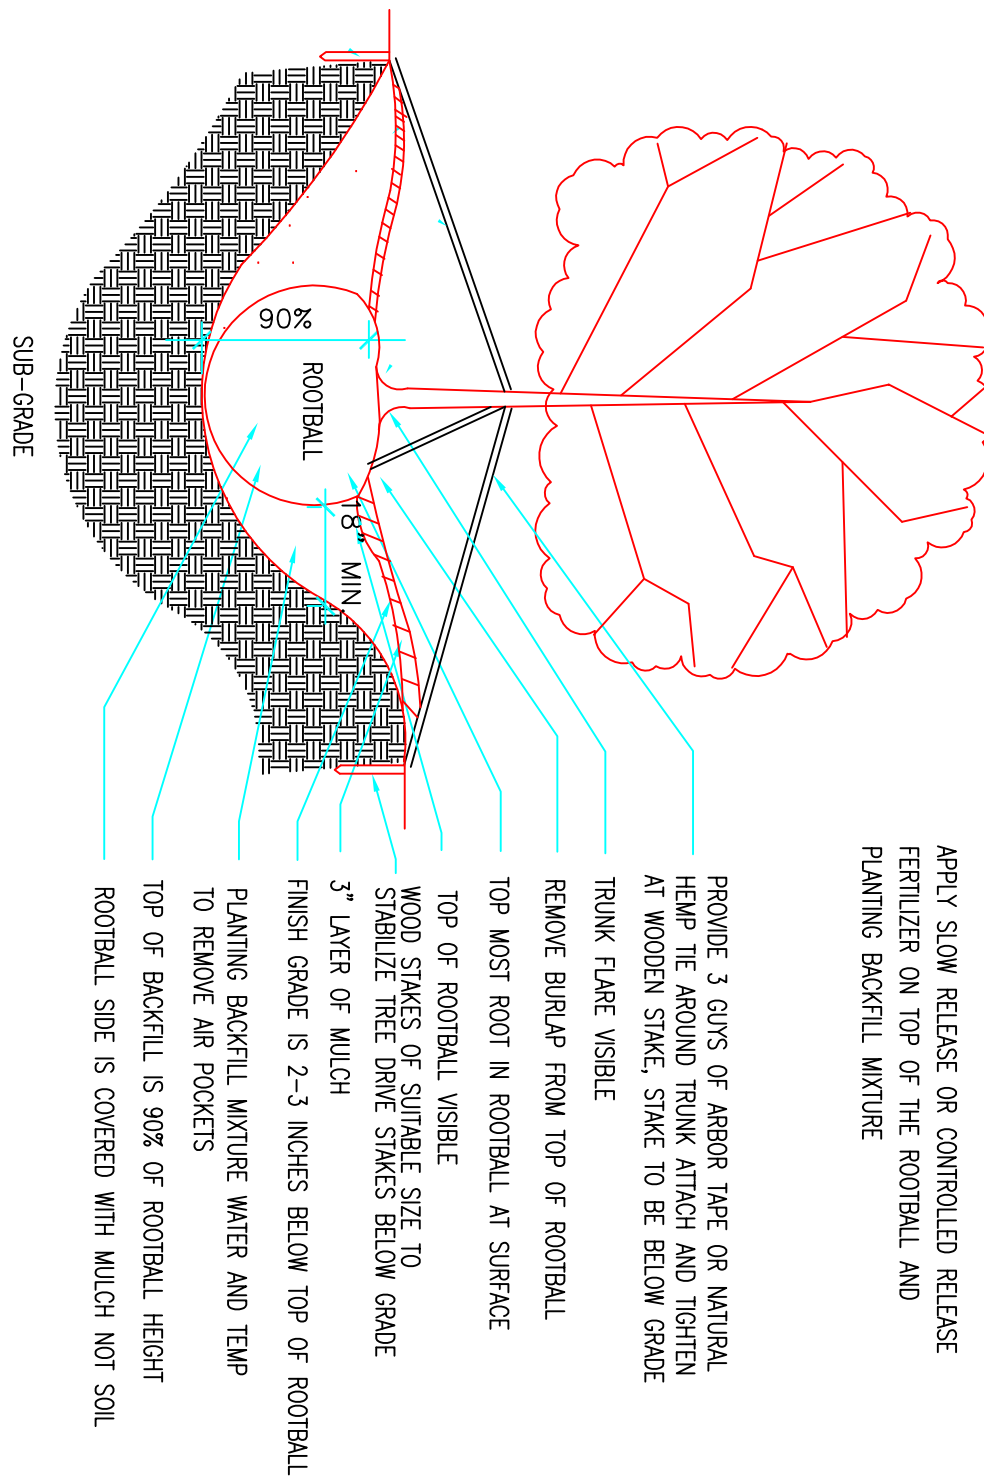 APPLY SLOW RELEASE OR CONTROLLED RELEASE
FERTILIZER ON TOP OF THE ROOTBALL AND
PLANTING BACKFILL MIXTURE
PROVIDE 3 GUYS OF ARBOR TAPE OR NATURAL
HEMP TIE AROUND TRUNK ATTACH AND TIGHTEN
AT WOODEN STAKE, STAKE TO BE BELOW GRADE
TRUNK FLARE VISIBLE
REMOVE BURLAP FROM TOP OF ROOTBALL
TOP MOST ROOT IN ROOTBALL AT SURFACE
TOP OF ROOTBALL VISIBLE
WOOD STAKES OF SUITABLE SIZE TO
STABILIZE TREE DRIVE STAKES BELOW GRADE
3" LAYER OF MULCH
FINISH GRADE IS 2-3 INCHES BELOW TOP OF ROOTBALL
PLANTING BACKFILL MIXTURE WATER AND TEMP
TO REMOVE AIR POCKETS
TOP OF BACKFILL IS 90% OF ROOTBALL HEIGHT
ROOTBALL SIDE IS COVERED WITH MULCH NOT SOIL
18" MIN.
ROOTBALL
90%
SUB-GRADE